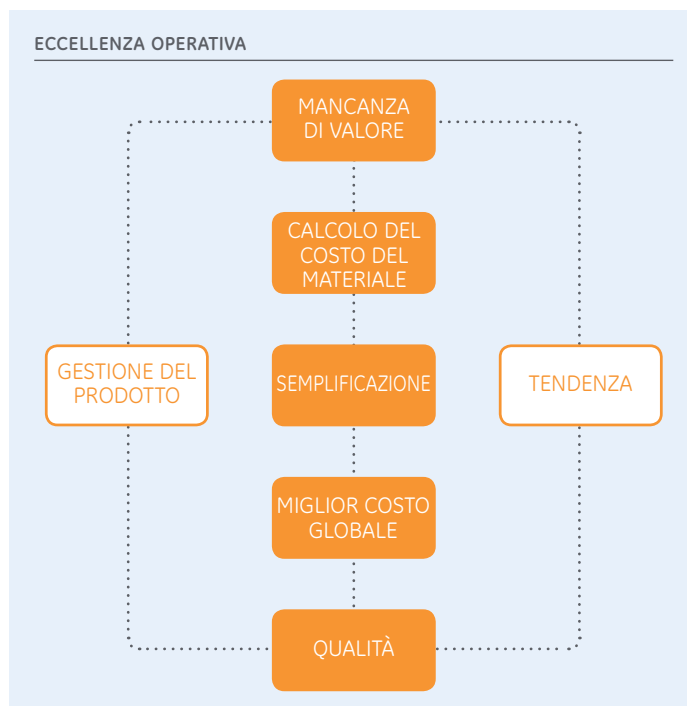 ECCELLENZA OPERATIVA
MANCANZA
DI VALORE
CALCOLO DEL
COSTO DEL
MATERIALE
GESTIONE DEL
PRODOTTO
SEMPLIFICAZIONE
TENDENZA
MIGLIOR COSTO
GLOBALE
QUALITÀ